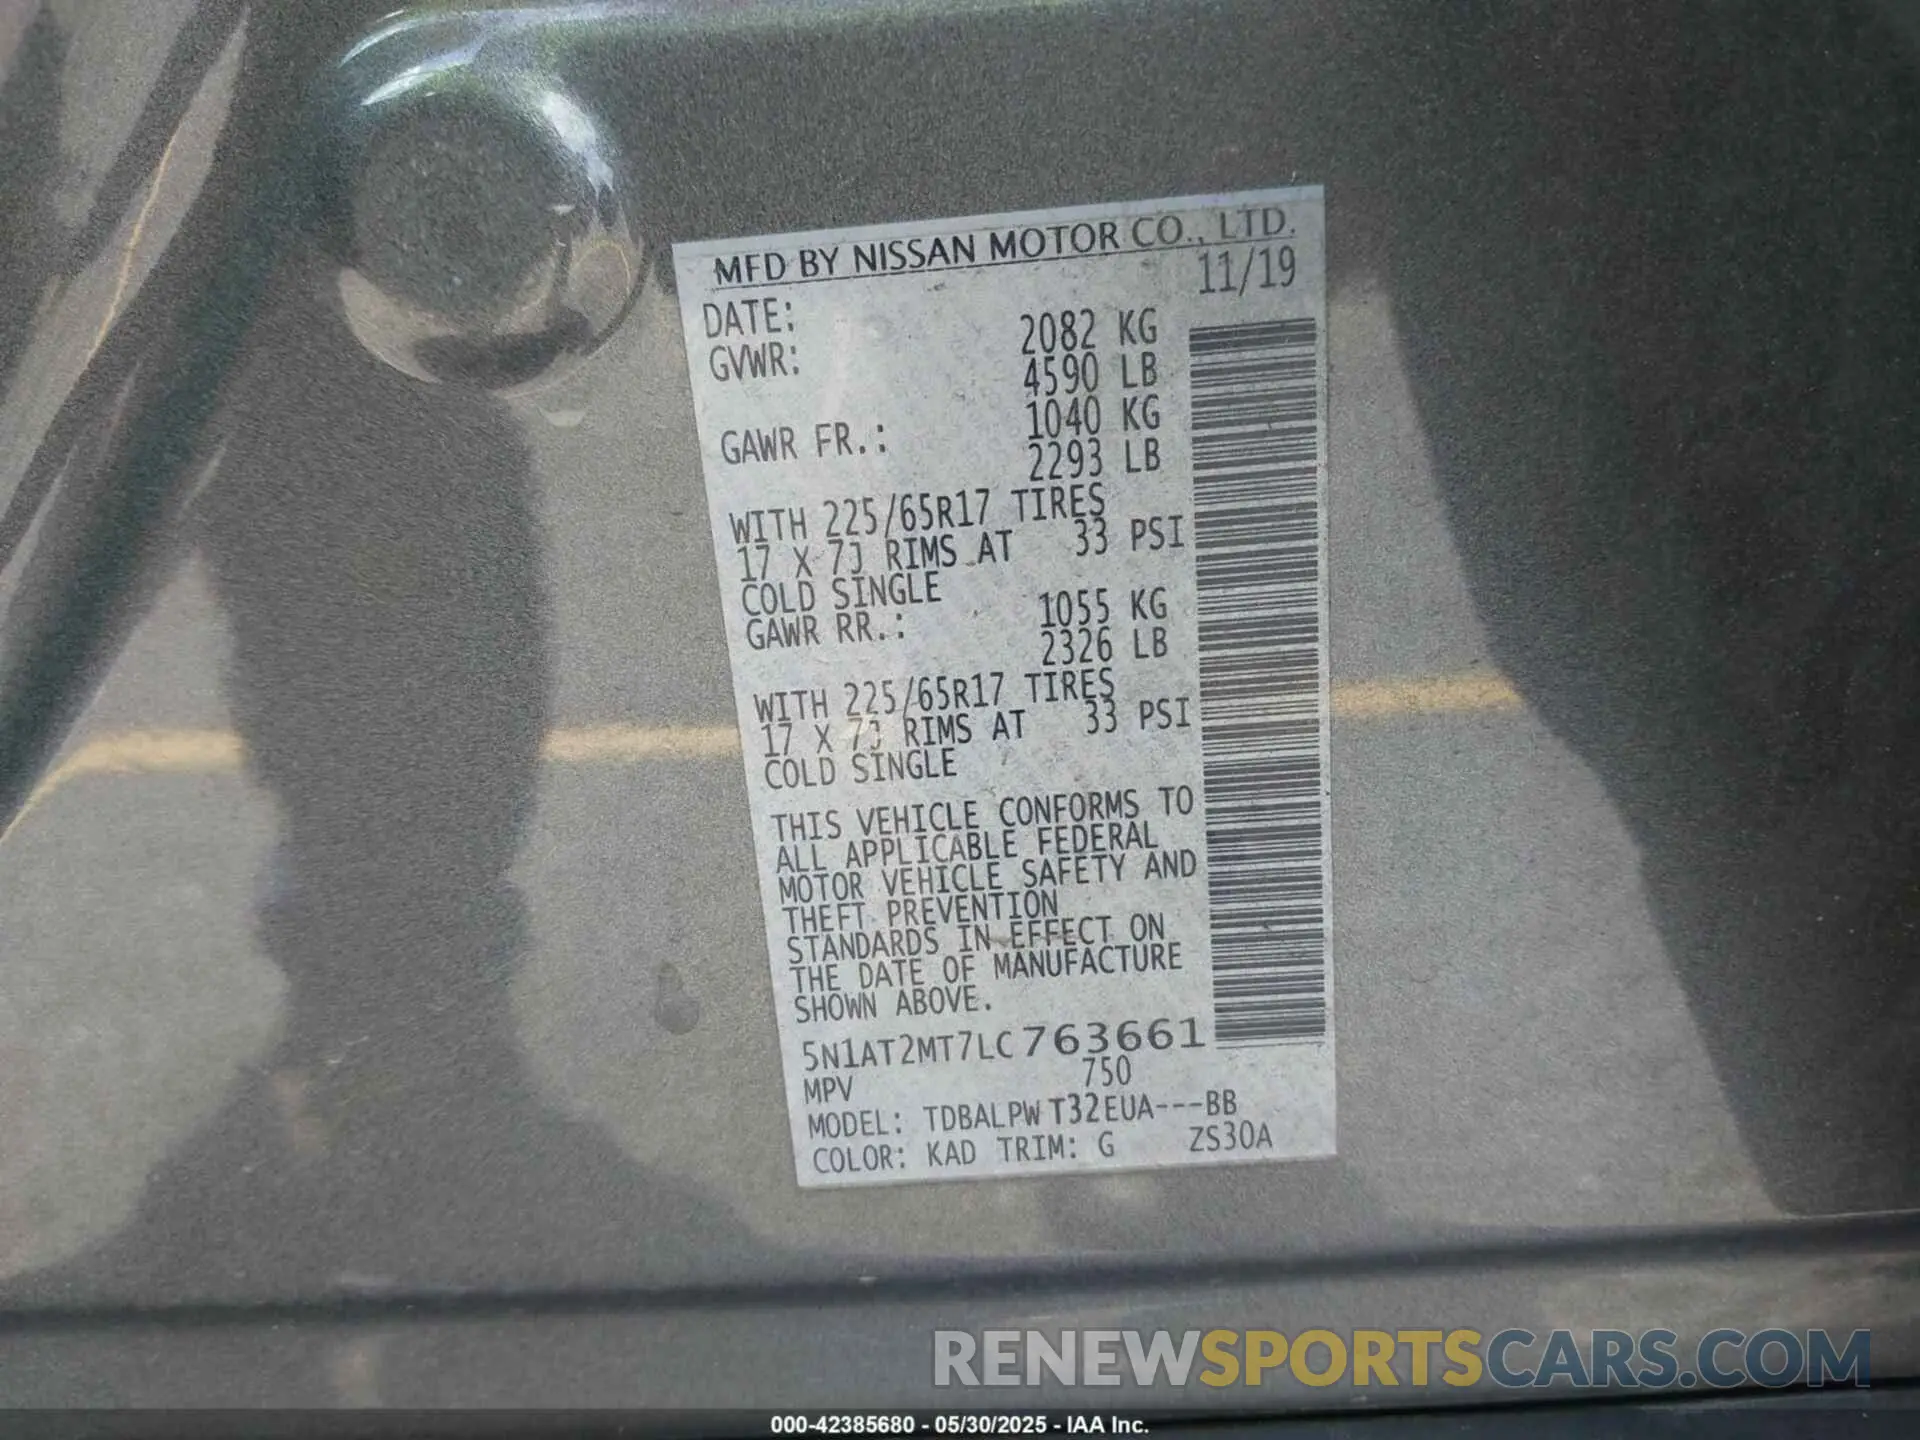 MFD BY NISSAN MOTOR CO., LTD.
DATE: 11/19
GVWR: 2082 KG
4590 LB
GAWR FR.: 1040 KG
2293 LB
WITH 225/65R17 TIRES
17 X 7J RIMS AT 33 PSI
COLD SINGLE
GAWR RR.: 1055 KG
2326 LB
WITH 225/65R17 TIRES
17 X 7J RIMS AT 33 PSI
COLD SINGLE
THIS VEHICLE CONFORMS TO
ALL APPLICABLE FEDERAL
MOTOR VEHICLE SAFETY AND
THEFT PREVENTION
STANDARDS IN EFFECT ON
THE DATE OF MANUFACTURE
SHOWN ABOVE.
5N1AT2MT7LC763661
MPV 750
MODEL: TDBALPWT32EUA---BB
COLOR: KAD TRIM: G ZS30A
RENEWSPORTSCARS.COM
000-42385680 - 05/30/2025 - IAA Inc.